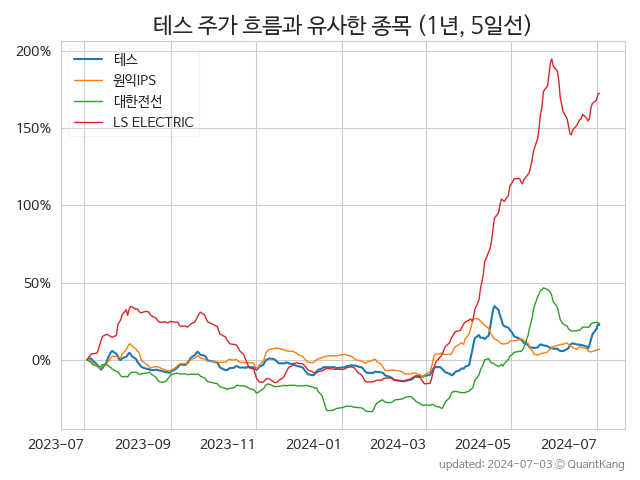 테스 주가 흐름과 유사한 종목 (1년, 5일선)
테스
원익IPS
대한전선
LS ELECTRIC
200%
150%
100%
50%
0%
2023-07 2023-09 2023-11 2024-01 2024-03 2024-05 2024-07
updated: 2024-07-03 © QuantKang